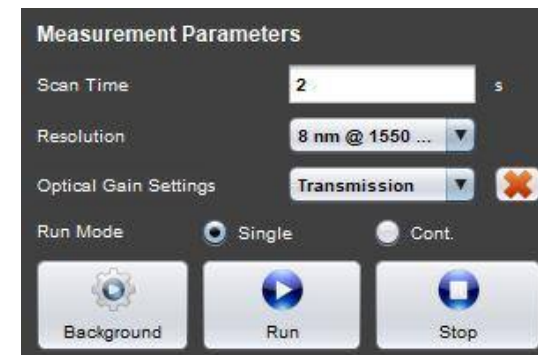 Measurement Parameters
Scan Time 2 s
Resolution 8 nm @ 1550 ...
Optical Gain Settings Transmission
Run Mode Single Cont.
Background Run Stop